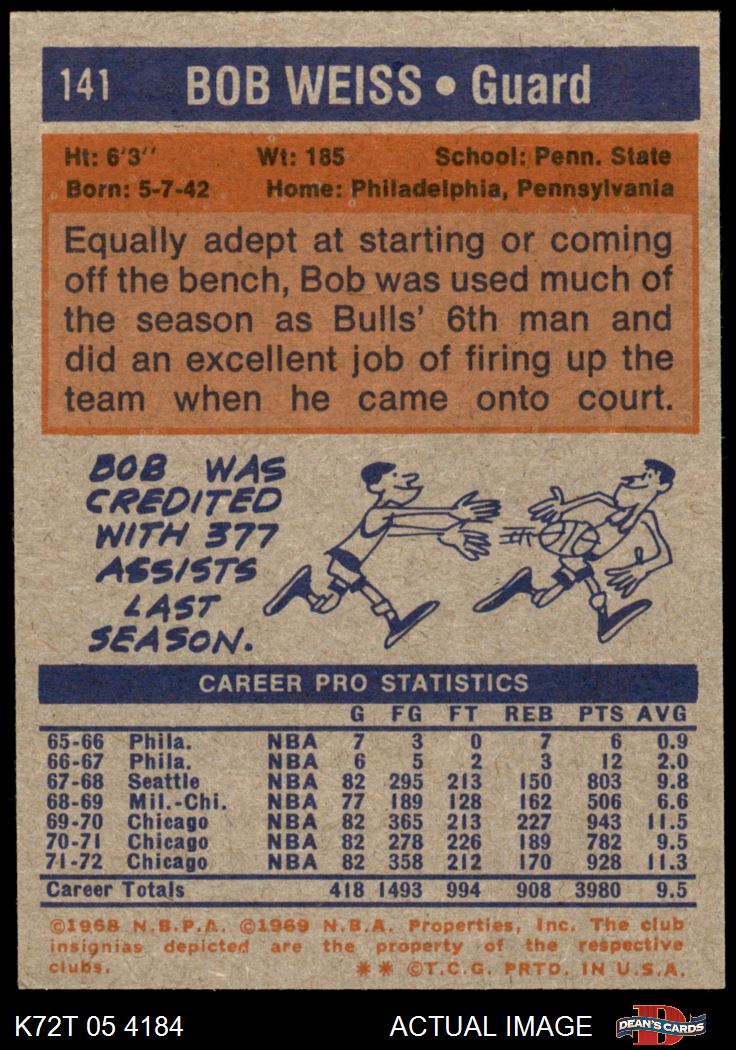 141 BOB WEISS • Guard
Ht: 6'3'' Wt: 185 School: Penn. State
Born: 5-7-42 Home: Philadelphia, Pennsylvania
Equally adept at starting or coming
off the bench, Bob was used much of
the season as Bulls' 6th man and
did an excellent job of firing up the
team when he came onto court.
BOB WAS
CREDITED
WITH 377
ASSISTS
LAST
SEASON.
CAREER PRO STATISTICS
G FG FT REB PTS AVG
65-66 Phila. NBA 7 3 0 7 6 0.9
66-67 Phila. NBA 6 5 2 3 12 2.0
67-68 Seattle NBA 82 295 213 150 803 9.8
68-69 Mil.-Chi. NBA 77 189 128 162 506 6.6
69-70 Chicago NBA 82 365 213 227 943 11.5
70-71 Chicago NBA 82 278 226 189 782 9.5
71-72 Chicago NBA 82 358 212 170 928 11.3
Career Totals 418 1493 994 908 3980 9.5
©1968 N.B.P.A. ©1969 N.B.A. Properties, Inc. The club
insignias depicted are the property of the respective
clubs. ** ©T.C.G. PRTD. IN U.S.A.
K72T 05 4184 ACTUAL IMAGE D DEAN'S CARDS